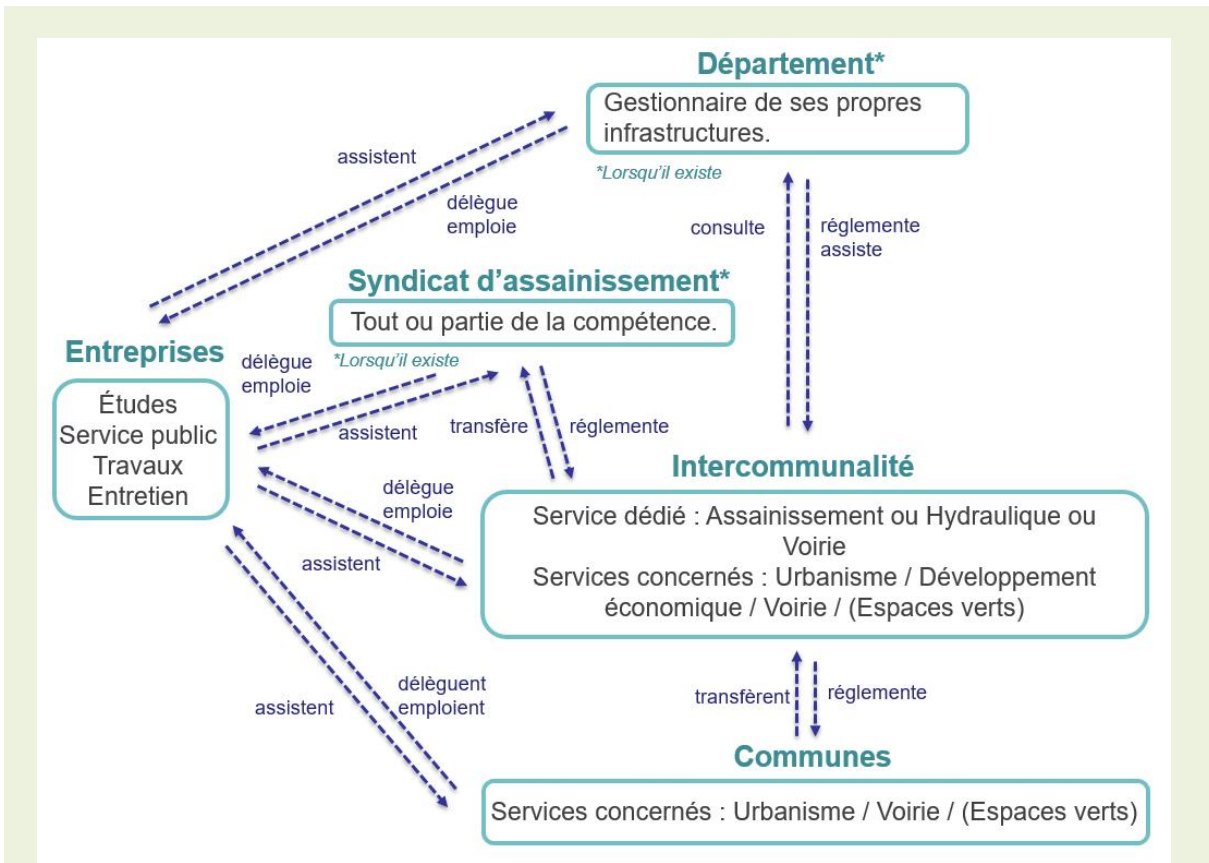 Département*
Gestionnaire de ses propres
infrastructures.
*Lorsqu'il existe
assistent
délègue
emploie
consulte
réglemente
assiste
Syndicat d'assainissement*
Tout ou partie de la compétence.
*Lorsqu'il existe
Entreprises
Études
Service public
Travaux
Entretien
délègue
emploie
assistent
transfère
réglemente
Intercommunalité
Service dédié : Assainissement ou Hydraulique ou
Voirie
Services concernés : Urbanisme / Développement
économique / Voirie / (Espaces verts)
délègue
emploie
assistent
délèguent
emploient
assistent
transfèrent
réglemente
Communes
Services concernés : Urbanisme / Voirie / (Espaces verts)